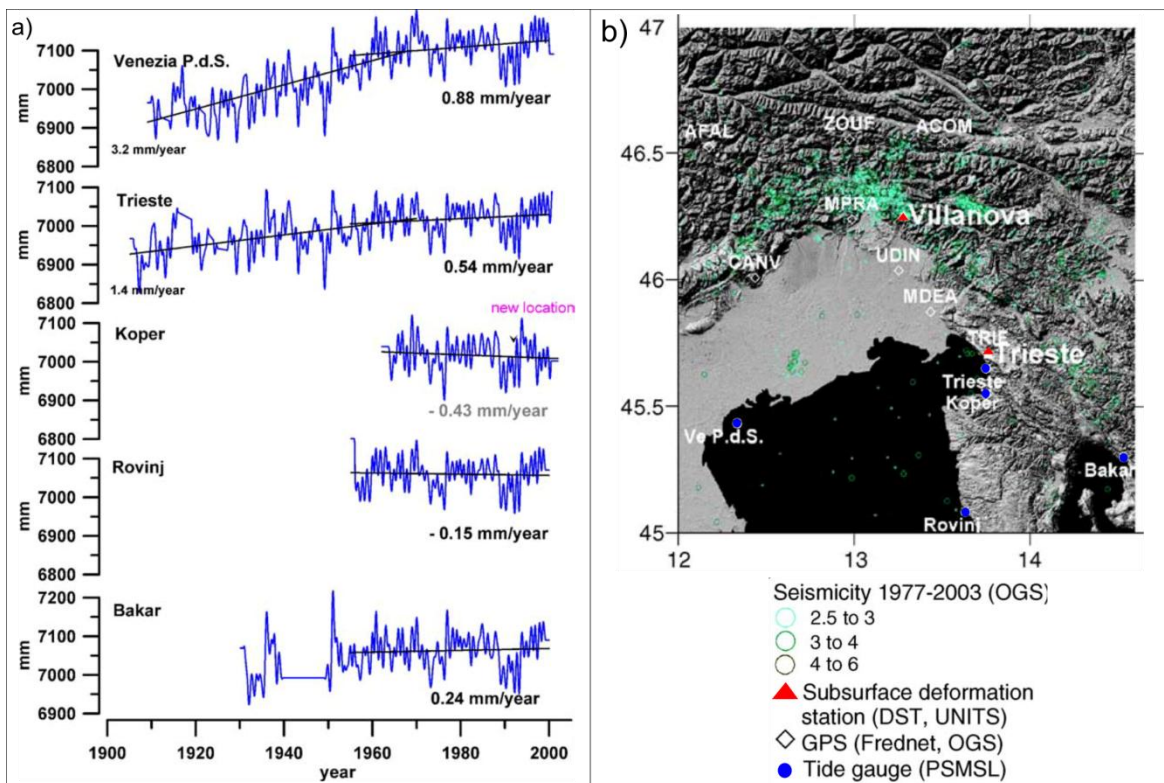 a)
7100
7000
6900
6800
mm
Venezia P.d.S.
0.88 mm/year
3.2 mm/year
7100
7000
6900
6800
mm
Trieste
0.54 mm/year
1.4 mm/year
new location
7100
7000
6900
6800
mm
Koper
- 0.43 mm/year
7100
7000
6900
6800
mm
Rovinj
- 0.15 mm/year
7200
7100
7000
6900
mm
Bakar
0.24 mm/year
1900 1920 1940 1960 1980 2000
year
b)
47
46.5
46
45.5
45
12 13 14
AFAL
ZOUF
ACOM
MPRA
Villanova
CANV
UDIN
MDEA
TRIE
Trieste
Trieste
Koper
Ve P.d.S.
Bakar
Rovinj
Seismicity 1977-2003 (OGS)
2.5 to 3
3 to 4
4 to 6
Subsurface deformation
station (DST, UNITS)
GPS (Frednet, OGS)
Tide gauge (PSMSL)